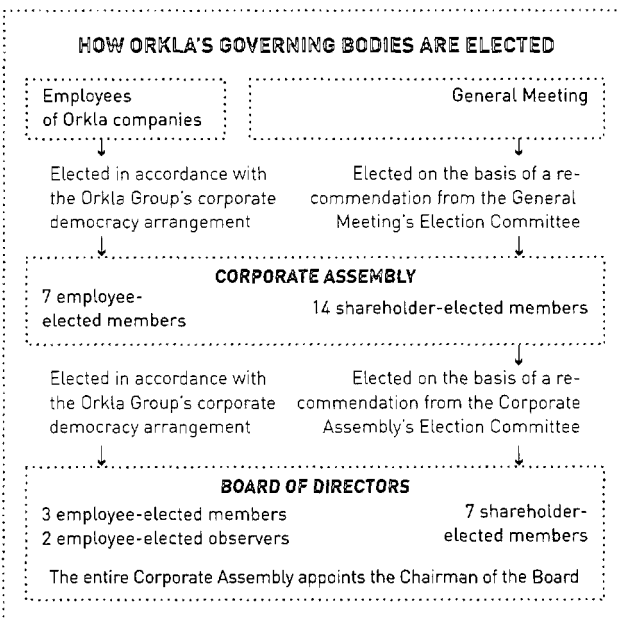 HOW ORKLA'S GOVERNING BODIES ARE ELECTED
Employees
of Orkla companies
General Meeting
Elected in accordance with
the Orkla Group's corporate
democracy arrangement
Elected on the basis of a re-
commendation from the General
Meeting's Election Committee
CORPORATE ASSEMBLY
7 employee-
elected members
14 shareholder-elected members
Elected in accordance with
the Orkla Group's corporate
democracy arrangement
Elected on the basis of a re-
commendation from the Corporate
Assembly's Election Committee
BOARD OF DIRECTORS
3 employee-elected members
2 employee-elected observers
7 shareholder-
elected members
The entire Corporate Assembly appoints the Chairman of the Board